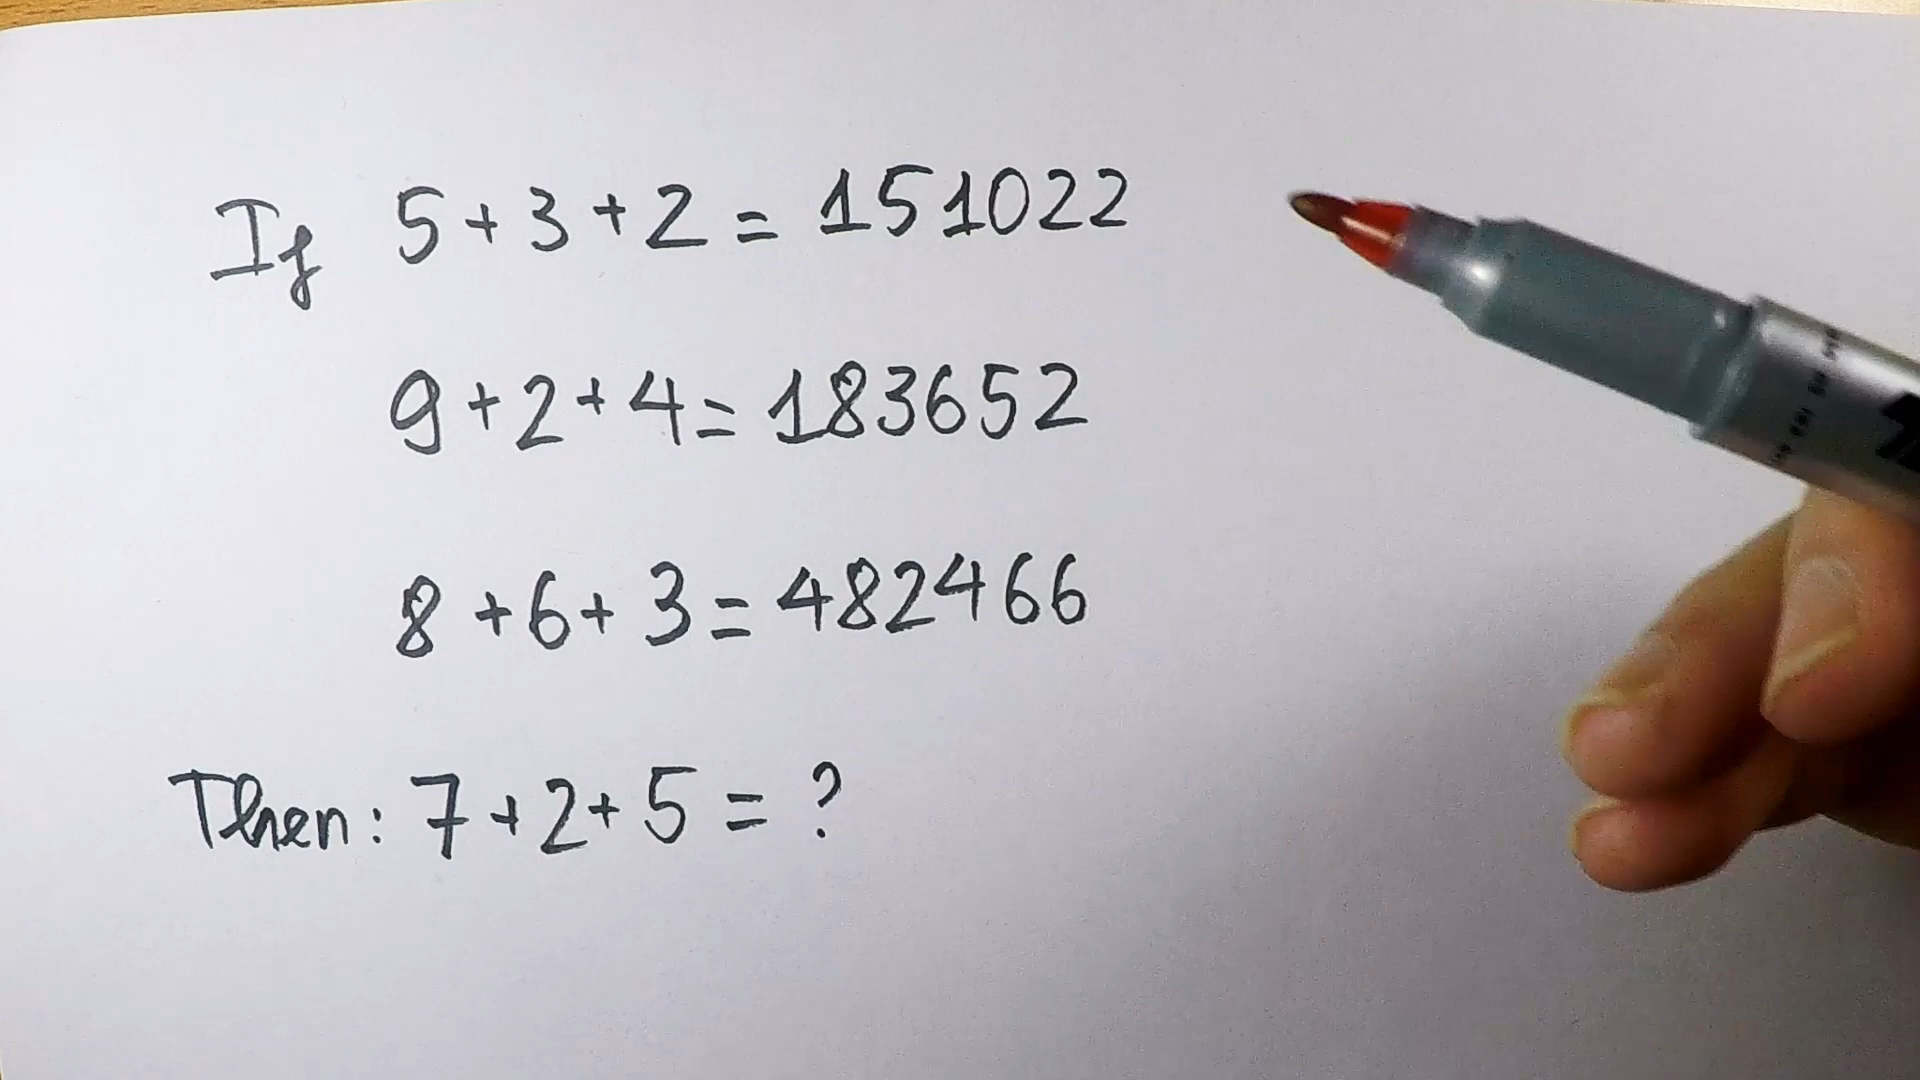 If 5+3+2=151022
9+2+4=183652
8+6+3=482466
Then: 7+2+5=?